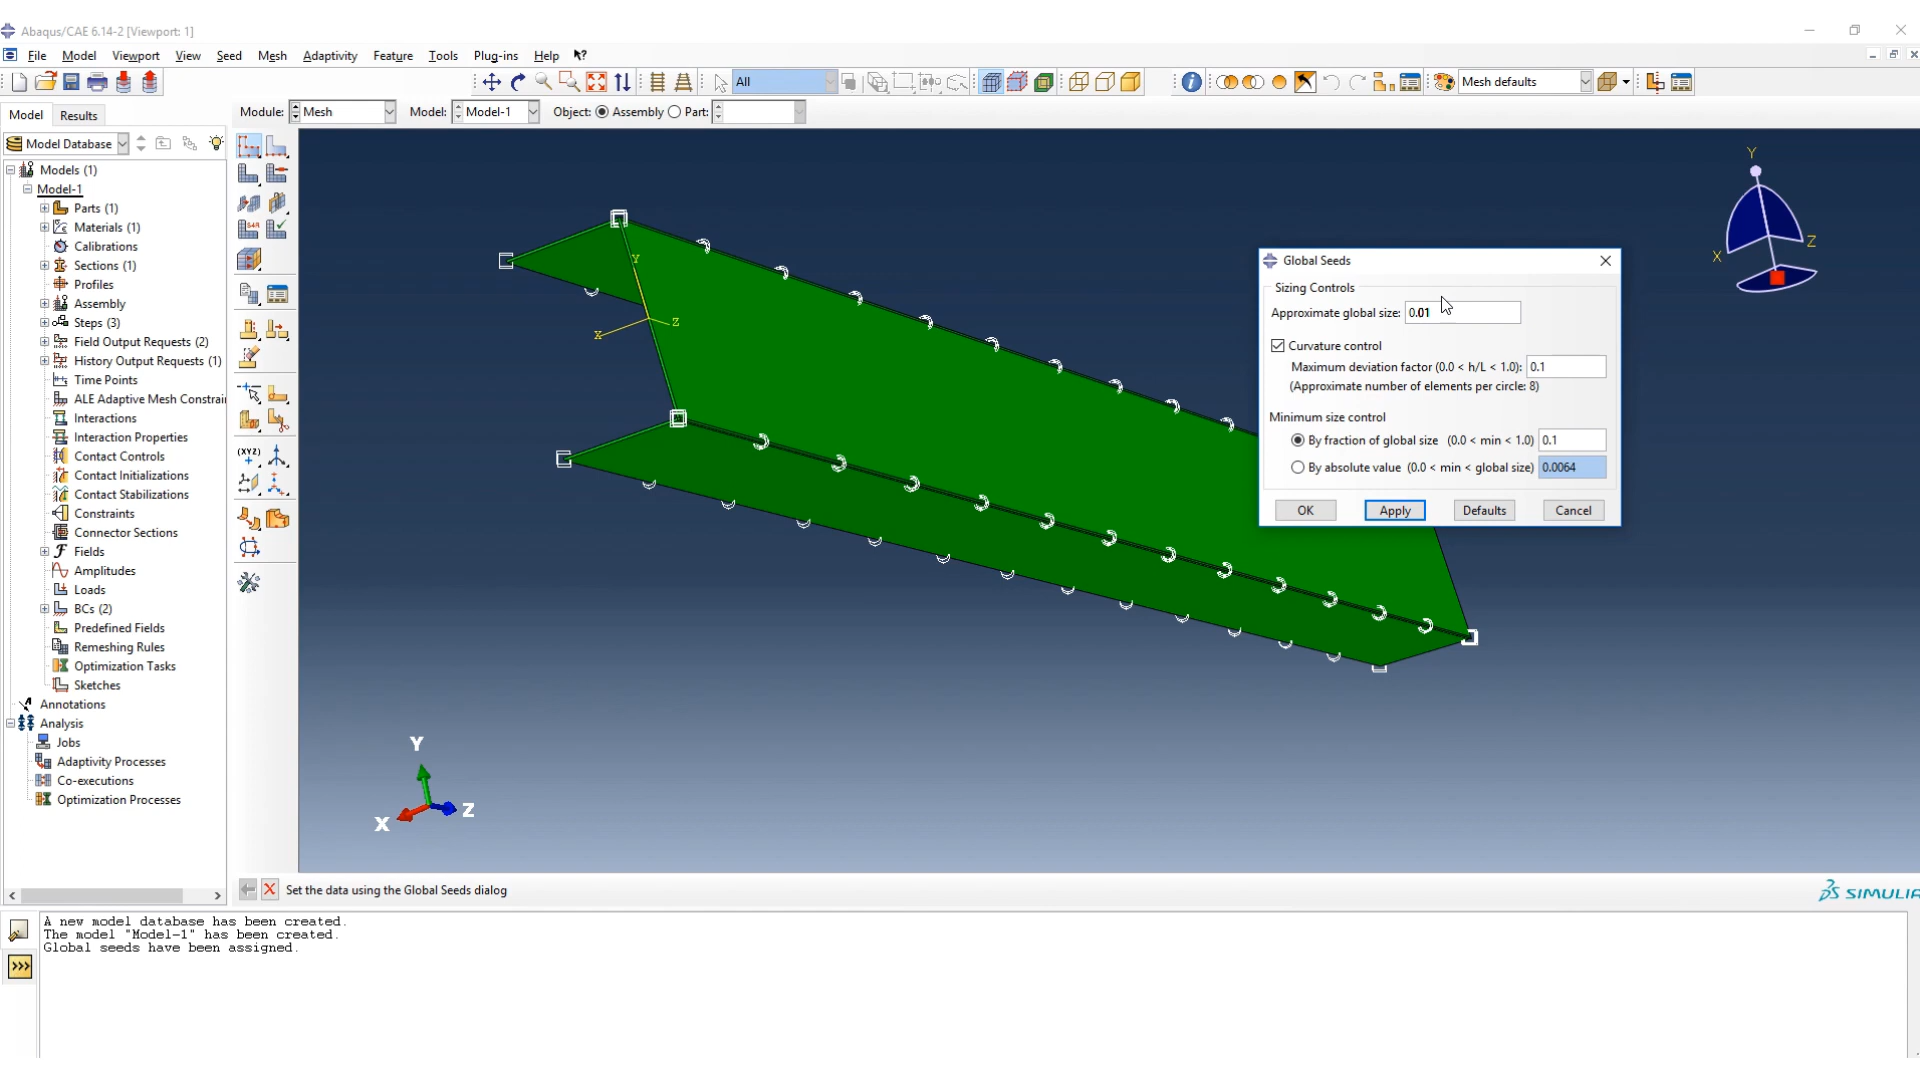 Abaqus/CAE 6.14-2 [Viewport: 1]
File Model Viewport View Seed Mesh Adaptivity Feature Tools Plug-ins Help
All
Mesh defaults
Model Results
Module: Mesh Model: Model-1 Object: Assembly Part:
Model Database
Models (1)
Model-1
Parts (1)
Materials (1)
Calibrations
Sections (1)
Profiles
Assembly
Steps (3)
Field Output Requests (2)
History Output Requests (1)
Time Points
ALE Adaptive Mesh Constrai
Interactions
Interaction Properties
Contact Controls
Contact Initializations
Contact Stabilizations
Constraints
Connector Sections
Fields
Amplitudes
Loads
BCs (2)
Predefined Fields
Remeshing Rules
Optimization Tasks
Sketches
Annotations
Analysis
Jobs
Adaptivity Processes
Co-executions
Optimization Processes
(XYZ)
Y
Z
X
Y
Z
X
Y
Z
X
Global Seeds
Sizing Controls
Approximate global size: 0.01
Curvature control
Maximum deviation factor (0.0 < h/L < 1.0): 0.1
(Approximate number of elements per circle: 8)
Minimum size control
By fraction of global size (0.0 < min < 1.0) 0.1
By absolute value (0.0 < min < global size) 0.0064
OK Apply Defaults Cancel
Set the data using the Global Seeds dialog
SIMULIA
A new model database has been created.
The model "Model-1" has been created.
Global seeds have been assigned.
>>>